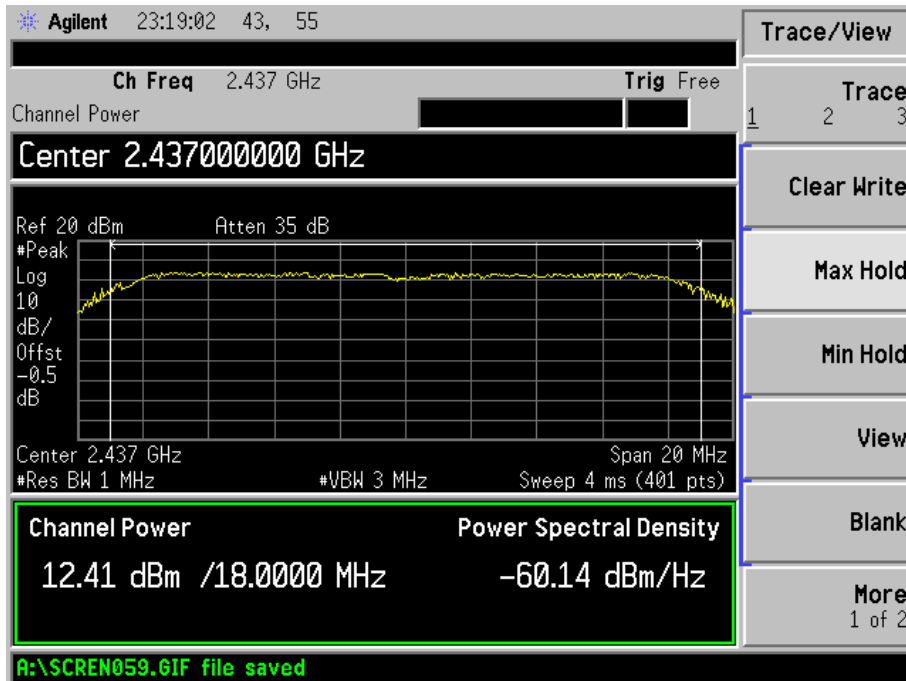 Agilent 23:19:02 43, 55
Trace/View
Ch Freq 2.437 GHz Trig Free
Channel Power
Trace
1 2 3
Center 2.437000000 GHz
Clear Write
Ref 20 dBm Atten 35 dB
#Peak
Log
10
dB/
Offst
-0.5
dB
Max Hold
Min Hold
Center 2.437 GHz Span 20 MHz
#Res BW 1 MHz #VBW 3 MHz Sweep 4 ms (401 pts)
View
Channel Power Power Spectral Density
12.41 dBm /18.0000 MHz -60.14 dBm/Hz
Blank
More
1 of 2
A:\SCREN059.GIF file saved